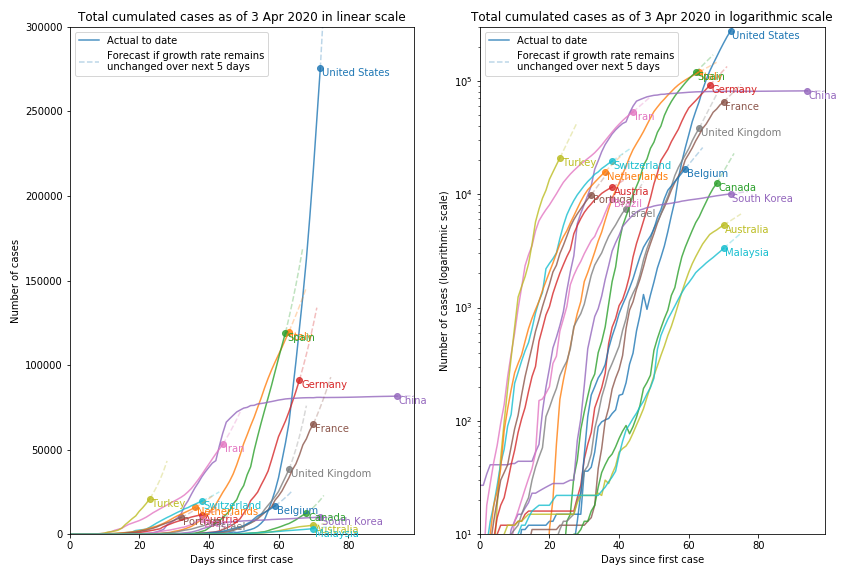 Total cumulated cases as of 3 Apr 2020 in linear scale
300000
250000
200000
150000
100000
50000
0
Number of cases
Actual to date
Forecast if growth rate remains
unchanged over next 5 days
United States
Spain
Germany
China
France
Iran
United Kingdom
Turkey
Switzerland
Netherlands
Belgium
Canada
Austria
Portugal
South Korea
Israel
Australia
Malaysia
0
20
40
60
80
Days since first case
Total cumulated cases as of 3 Apr 2020 in logarithmic scale
10^5
10^4
10^3
10^2
10^1
Number of cases (logarithmic scale)
Actual to date
Forecast if growth rate remains
unchanged over next 5 days
United States
Spain
Germany
China
France
Iran
United Kingdom
Turkey
Switzerland
Netherlands
Belgium
Canada
Austria
Portugal
Brazil
South Korea
Israel
Australia
Malaysia
0
20
40
60
80
Days since first case